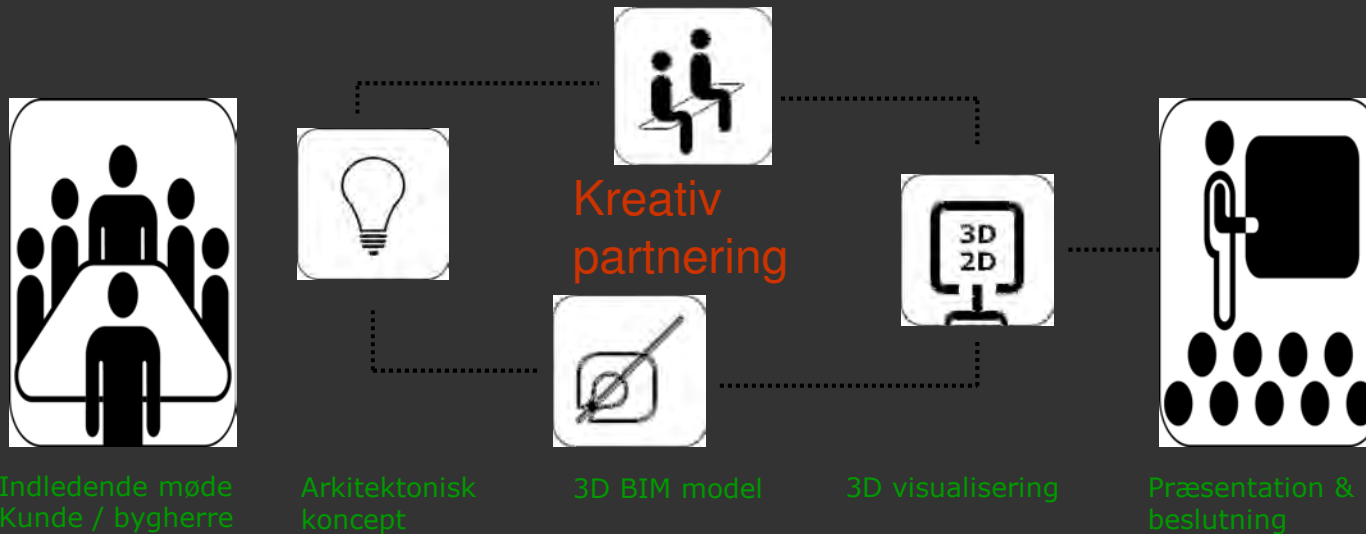 Kreativ
partnering
3D
2D
Indledende møde
Kunde / bygherre
Arkitektonisk
koncept
3D BIM model
3D visualisering
Præsentation &
beslutning